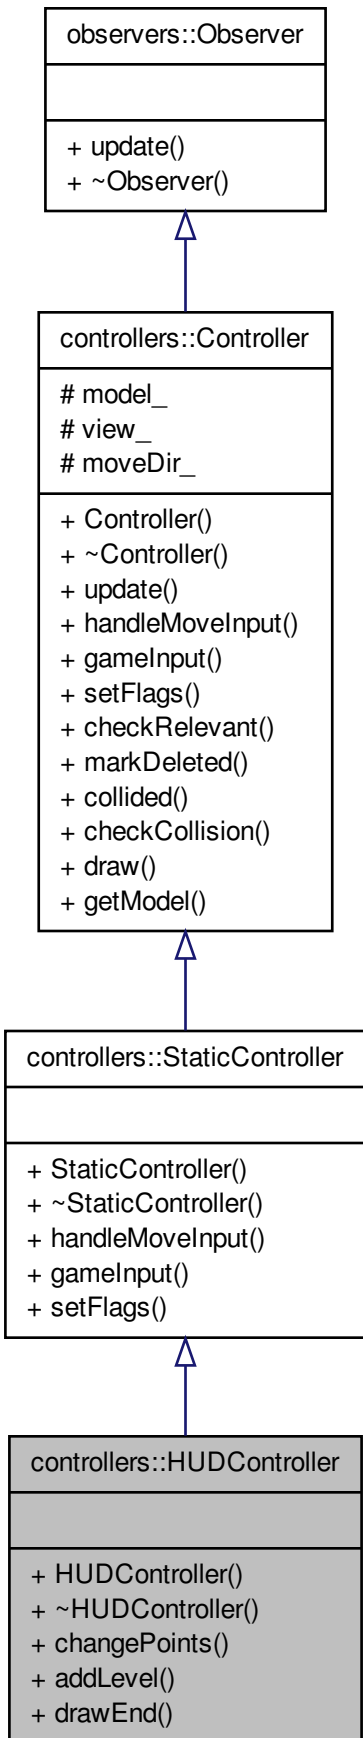 observers::Observer
+ update()
+ ~Observer()
controllers::Controller
# model_
# view_
# moveDir_
+ Controller()
+ ~Controller()
+ update()
+ handleMoveInput()
+ gameInput()
+ setFlags()
+ checkRelevant()
+ markDeleted()
+ collided()
+ checkCollision()
+ draw()
+ getModel()
controllers::StaticController
+ StaticController()
+ ~StaticController()
+ handleMoveInput()
+ gameInput()
+ setFlags()
controllers::HUDController
+ HUDController()
+ ~HUDController()
+ changePoints()
+ addLevel()
+ drawEnd()